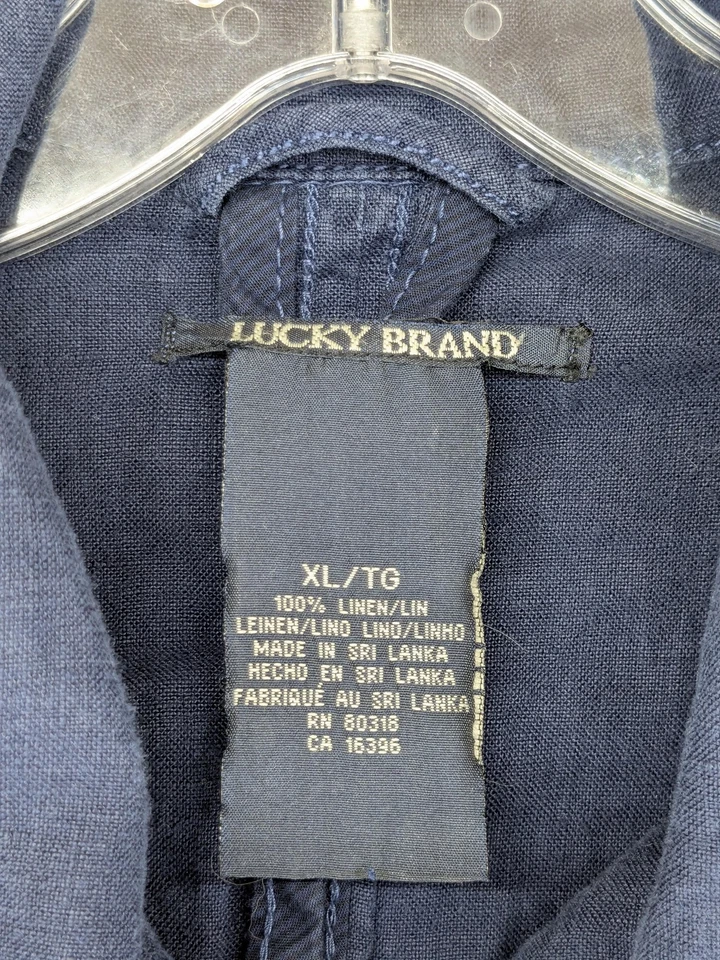 LUCKY BRAND
XL/TG
100% LINEN/LIN
LEINEN/LINO LINO/LINHO
MADE IN SRI LANKA
HECHO EN SRI LANKA
FABRIQUÉ AU SRI LANKA
RN 80318
CA 16396